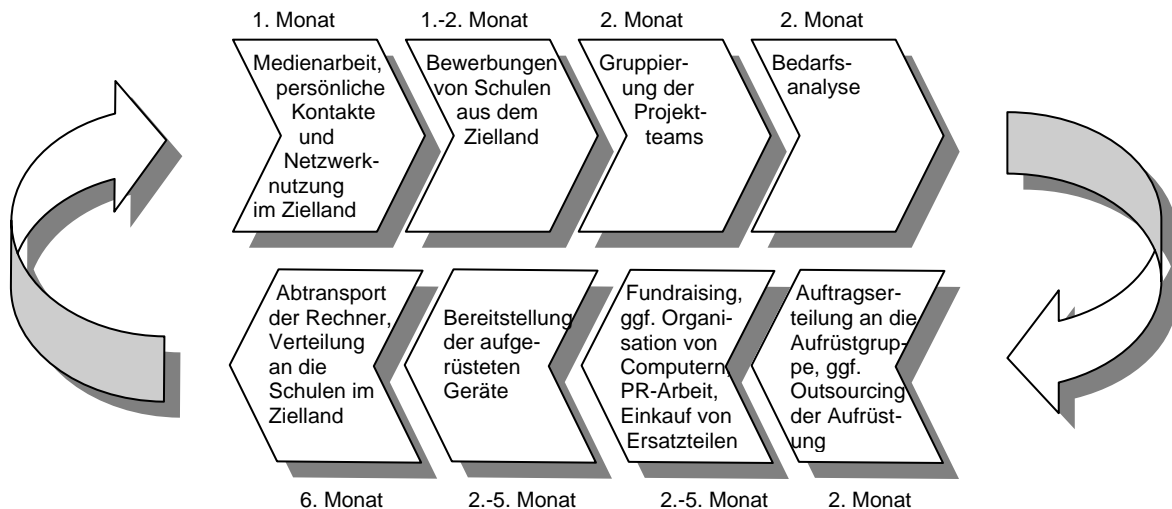 1. Monat
1.-2. Monat
2. Monat
2. Monat
Medienarbeit,
persönliche
Kontakte
und
Netzwerk-
nutzung
im Zielland
Bewerbungen
von Schulen
aus dem
Zielland
Gruppier-
ung der
Projekt-
teams
Bedarfs-
analyse
Abtransport
der Rechner,
Verteilung
an die
Schulen im
Zielland
Bereitstellung
der aufge-
rüsteten
Geräte
Fundraising,
ggf. Organi-
sation von
Computern,
PR-Arbeit,
Einkauf von
Ersatzteilen
Auftragser-
teilung an die
Aufrüstgrup-
pe, ggf.
Outsourcing
der Aufrüst-
ung
6. Monat
2.-5. Monat
2.-5. Monat
2. Monat